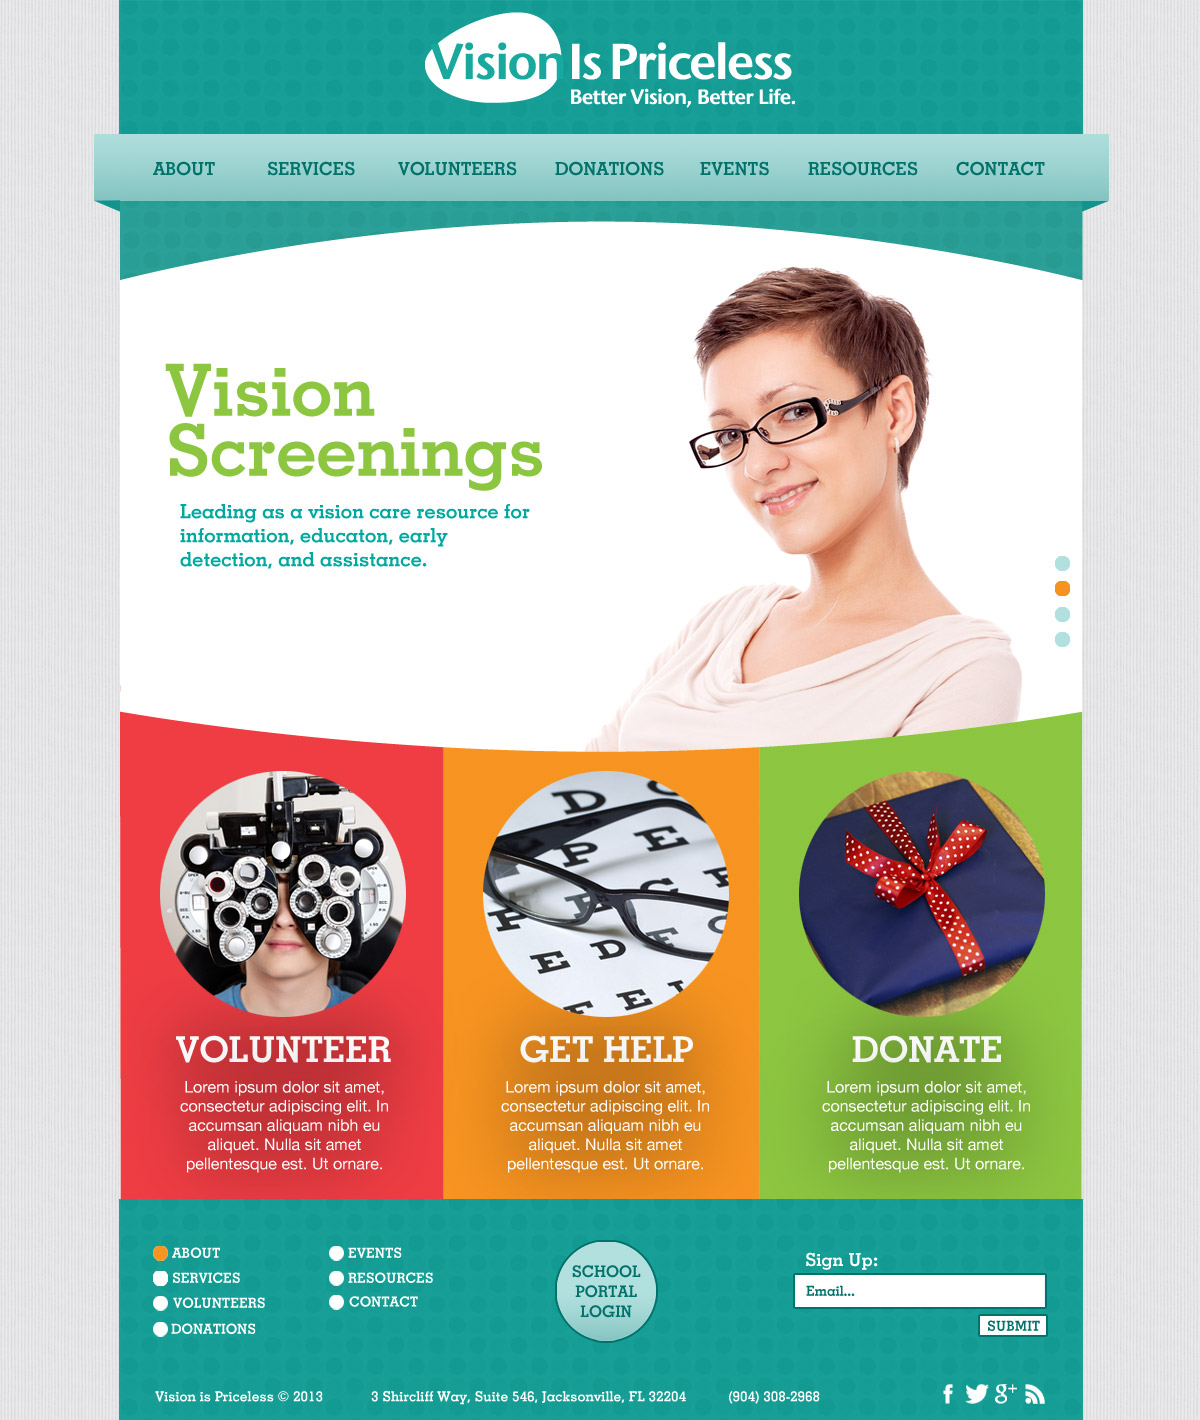 Vision Is Priceless
Better Vision, Better Life.
ABOUT SERVICES VOLUNTEERS DONATIONS EVENTS RESOURCES CONTACT
Vision
Screenings
Leading as a vision care resource for
information, educaton, early
detection, and assistance.
D
P E C
E D F
F E L
VOLUNTEER
Lorem ipsum dolor sit amet,
consectetur adipiscing elit. In
accumsan aliquam nibh eu
aliquet. Nulla sit amet
pellentesque est. Ut ornare.
GET HELP
Lorem ipsum dolor sit amet,
consectetur adipiscing elit. In
accumsan aliquam nibh eu
aliquet. Nulla sit amet
pellentesque est. Ut ornare.
DONATE
Lorem ipsum dolor sit amet,
consectetur adipiscing elit. In
accumsan aliquam nibh eu
aliquet. Nulla sit amet
pellentesque est. Ut ornare.
ABOUT
SERVICES
VOLUNTEERS
DONATIONS
EVENTS
RESOURCES
CONTACT
SCHOOL
PORTAL
LOGIN
Sign Up:
Email...
SUBMIT
Vision is Priceless © 2013 3 Shircliff Way, Suite 546, Jacksonville, FL 32204 (904) 308-2968